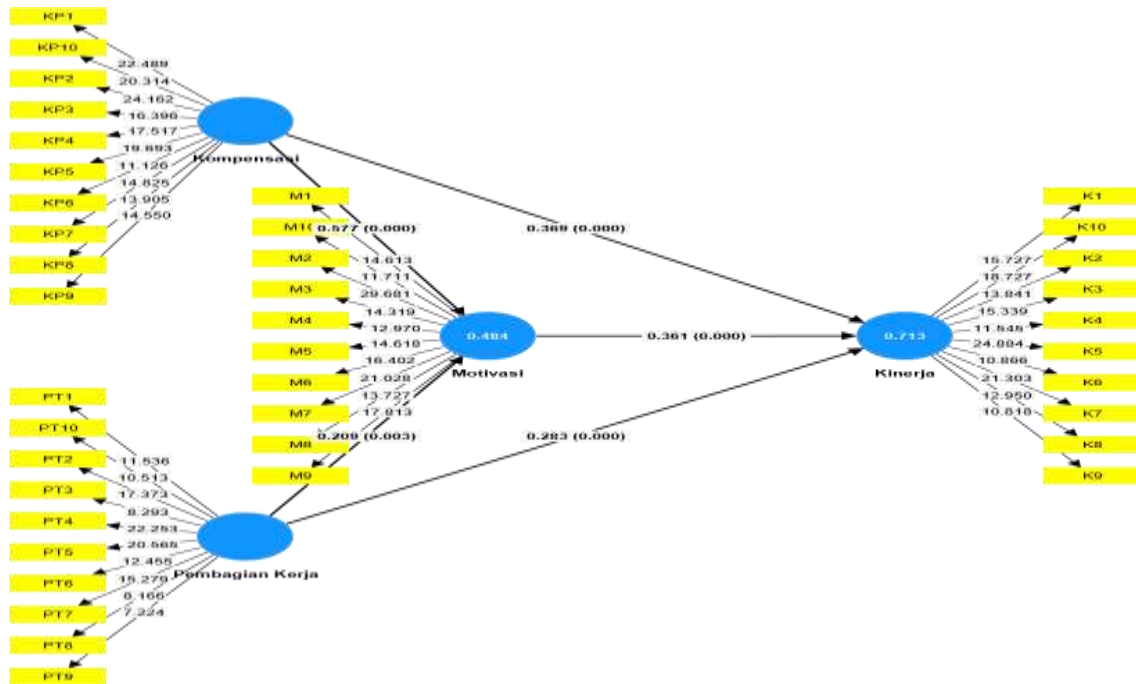 KP1
KP10
KP2
KP3
KP4
KP5
KP6
KP7
KP8
KP9
22.489
20.314
24.162
16.396
17.517
19.693
11.126
14.825
13.905
14.550
Kompensasi
M1
M10
M2
M3
M4
M5
M6
M7
M8
M9
0.577 (0.000)
14.613
11.711
29.681
14.319
12.970
14.618
16.402
21.028
13.727
17.813
0.209 (0.003)
0.484
Motivasi
0.369 (0.000)
0.361 (0.000)
0.283 (0.000)
0.713
Kinerja
15.727
18.727
13.841
15.339
11.545
24.884
10.866
21.303
12.950
10.818
K1
K10
K2
K3
K4
K5
K6
K7
K8
K9
PT1
PT10
PT2
PT3
PT4
PT5
PT6
PT7
PT8
PT9
11.536
10.513
17.373
8.293
22.253
20.565
12.455
15.279
8.166
7.224
Pembagian Kerja